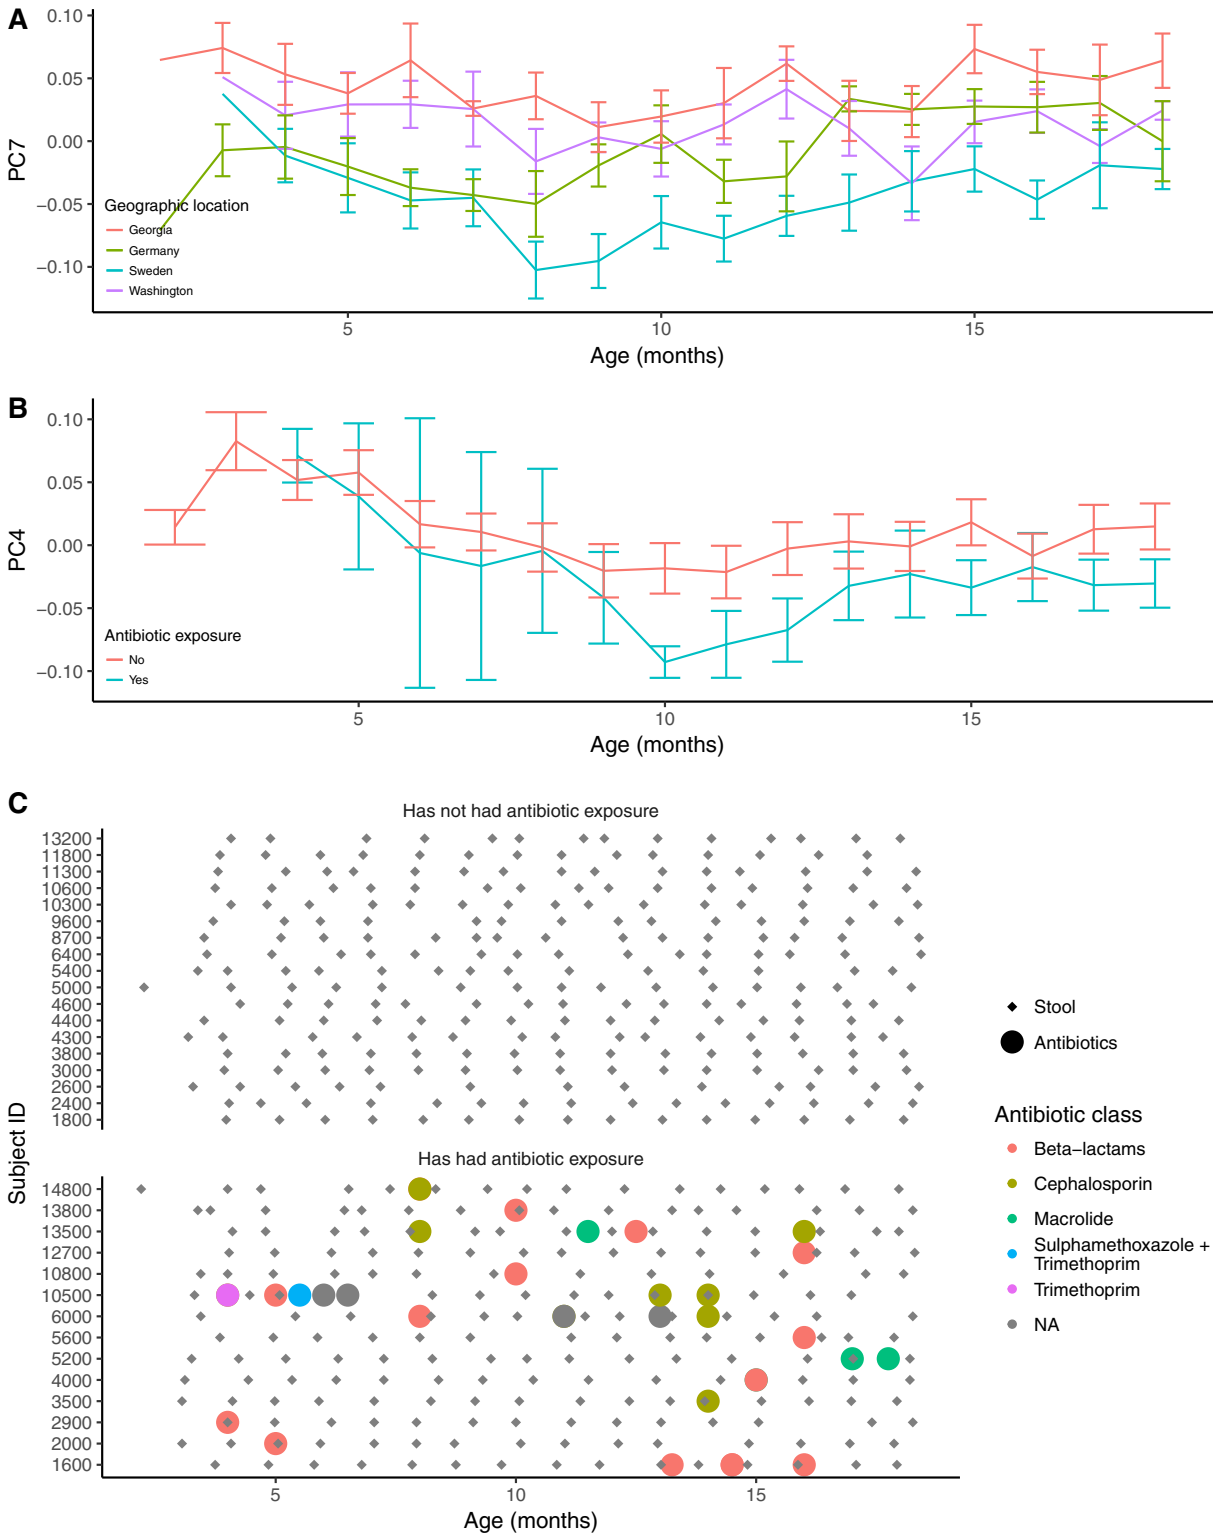 A
PC7
0.10
0.05
0.00
−0.05
−0.10
Geographic location
Georgia
Germany
Sweden
Washington
5
10
15
Age (months)
B
PC4
0.10
0.05
0.00
−0.05
−0.10
Antibiotic exposure
No
Yes
5
10
15
Age (months)
C
Has not had antibiotic exposure
Subject ID
13200
11800
11300
10600
10300
9600
8700
6400
5400
5000
4600
4400
4300
3800
3000
2600
2400
1800
Has had antibiotic exposure
14800
13800
13500
12700
10800
10500
6000
5600
5200
4000
3500
2900
2000
1600
5
10
15
Age (months)
Stool
Antibiotics
Antibiotic class
Beta−lactams
Cephalosporin
Macrolide
Sulphamethoxazole +
Trimethoprim
Trimethoprim
NA